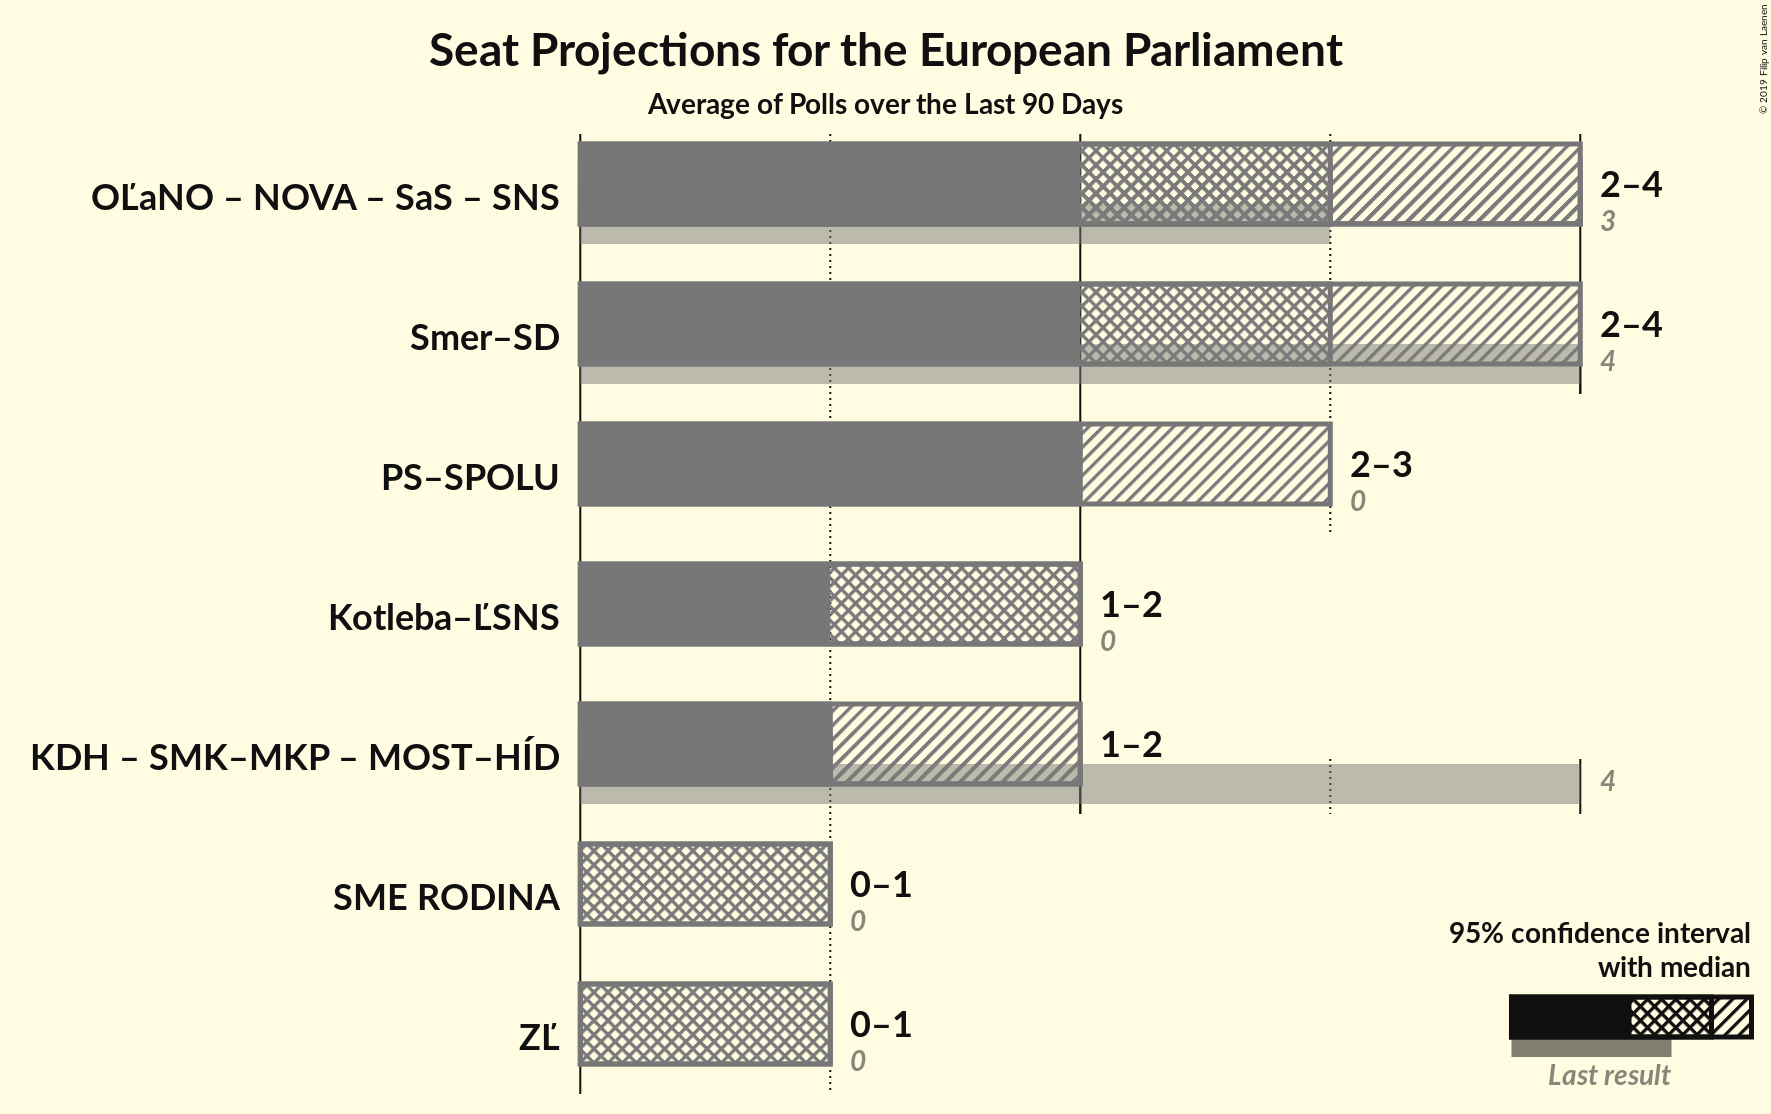 Seat Projections for the European Parliament
Average of Polls over the Last 90 Days
© 2019 Filip van Laenen
OĽaNO – NOVA – SaS – SNS
2–4
3
Smer–SD
2–4
4
PS–SPOLU
2–3
0
Kotleba–ĽSNS
1–2
0
KDH – SMK–MKP – MOST–HÍD
1–2
4
SME RODINA
0–1
0
ZĽ
0–1
0
95% confidence interval
with median
Last result